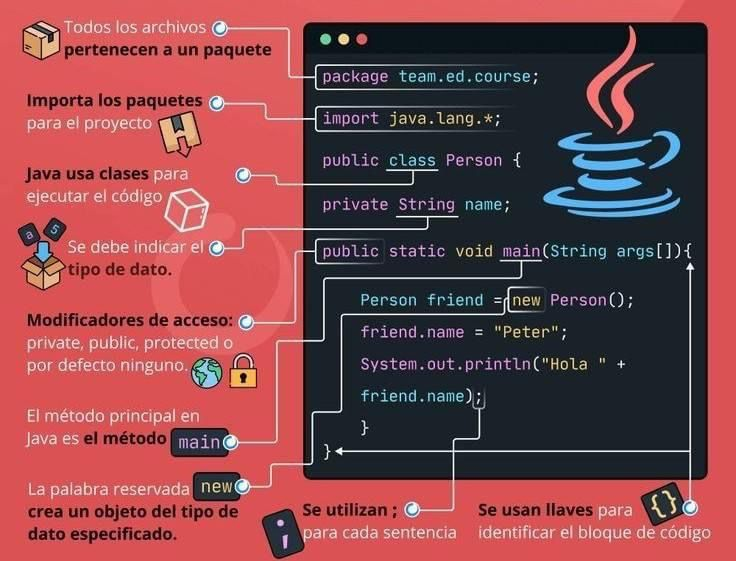 Todos los archivos
pertenecen a un paquete
Importa los paquetes
para el proyecto
Java usa clases para
ejecutar el código
a 5
Se debe indicar el
tipo de dato.
Modificadores de acceso:
private, public, protected o
por defecto ninguno.
El método principal en
Java es el método main
La palabra reservada new
crea un objeto del tipo de
dato especificado.
package team.ed.course;
import java.lang.*;
public class Person {
private String name;
public static void main(String args[]){
Person friend = new Person();
friend.name = "Peter";
System.out.println("Hola " +
friend.name);
}
}
;
Se utilizan ;
para cada sentencia
Se usan llaves para
identificar el bloque de código
{}